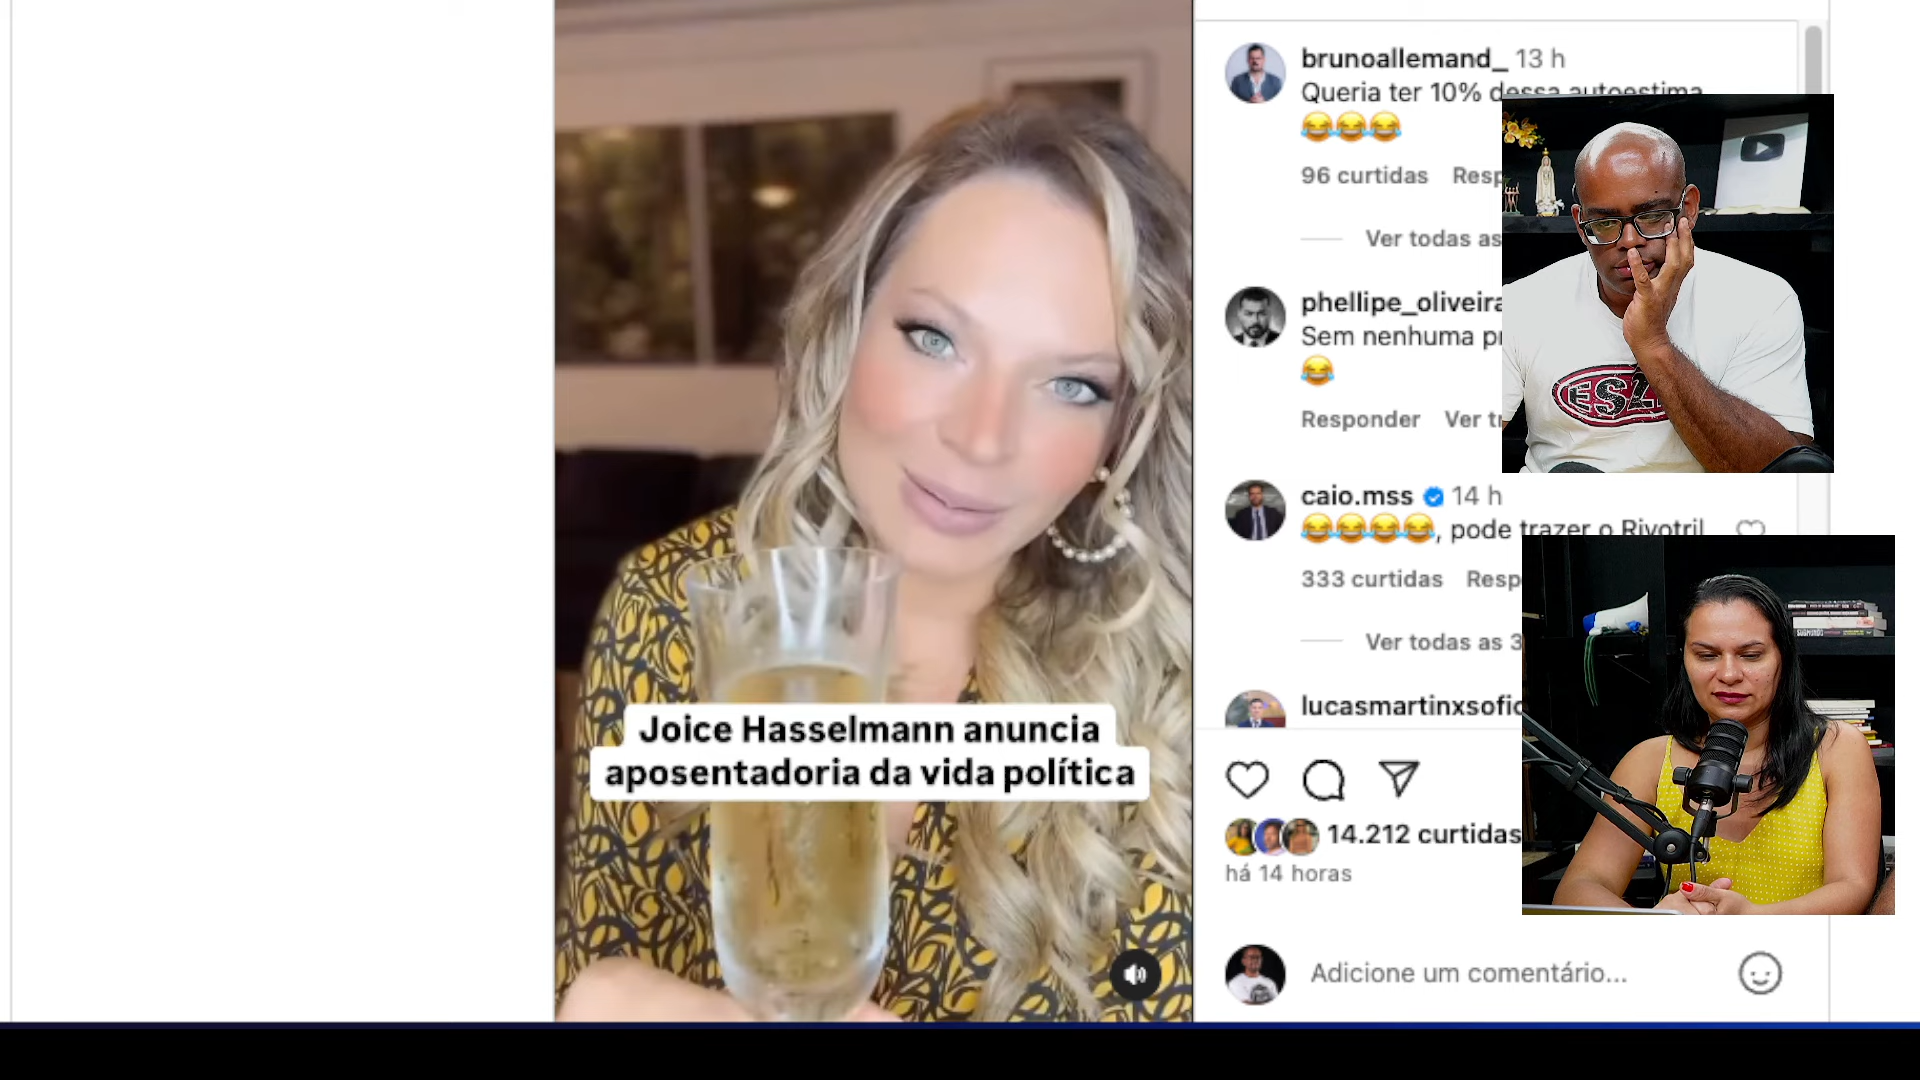 Joice Hasselmann anuncia
aposentadoria da vida política
brunoallemand_ 13 h
Queria ter 10% dessa autoestima
😂😂😂
96 curtidas Resp
Ver todas as
phellipe_oliveira
Sem nenhuma
😂
Responder Ver
caio.mss 14 h
😂😂😂😂, pode trazer o Rivotril
333 curtidas Resp
Ver todas as 3
lucasmartinxsofic
14.212 curtidas
há 14 horas
Adicione um comentário...